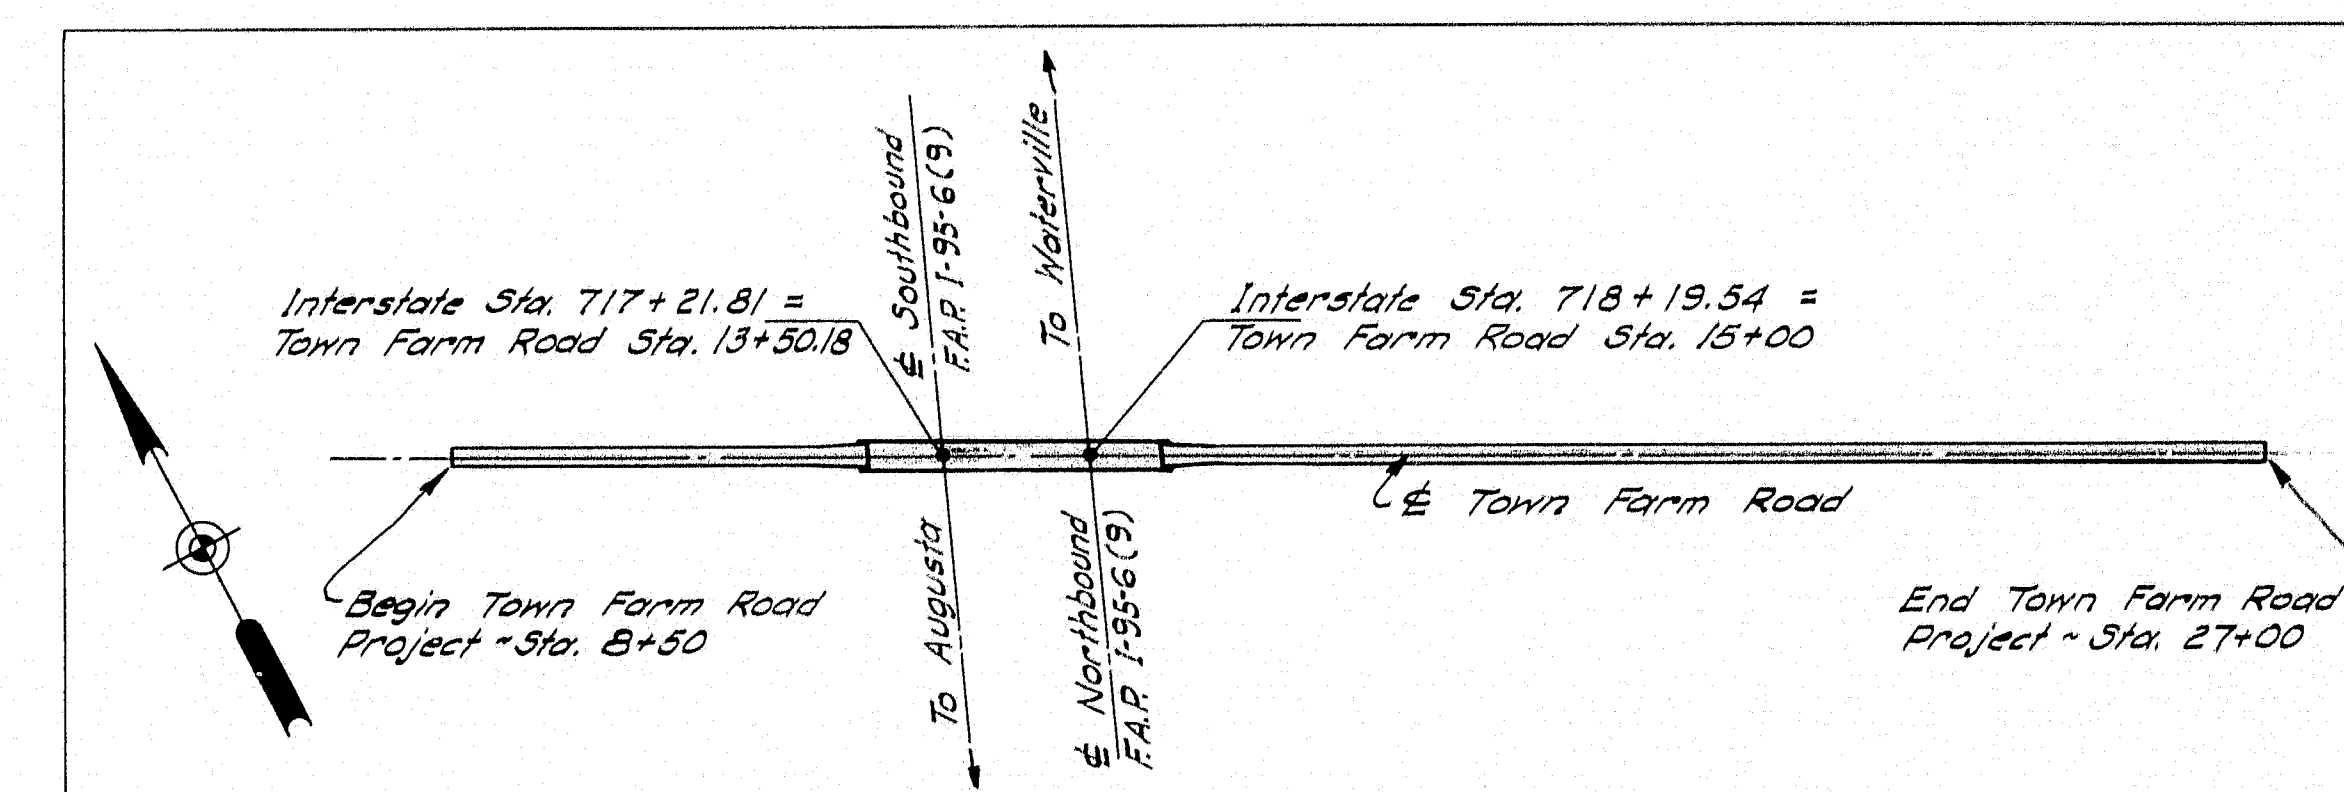 ℄ Southbound
F.A.P. I-95-6(9)
To Waterville
Interstate Sta. 717+21.81 =
Town Farm Road Sta. 13+50.18
Interstate Sta. 718+19.54 =
Town Farm Road Sta. 15+00
℄ Town Farm Road
Begin Town Farm Road
Project ~ Sta. 8+50
To Augusta
℄ Northbound
F.A.P. I-95-6(9)
End Town Farm Road
Project ~ Sta. 27+00